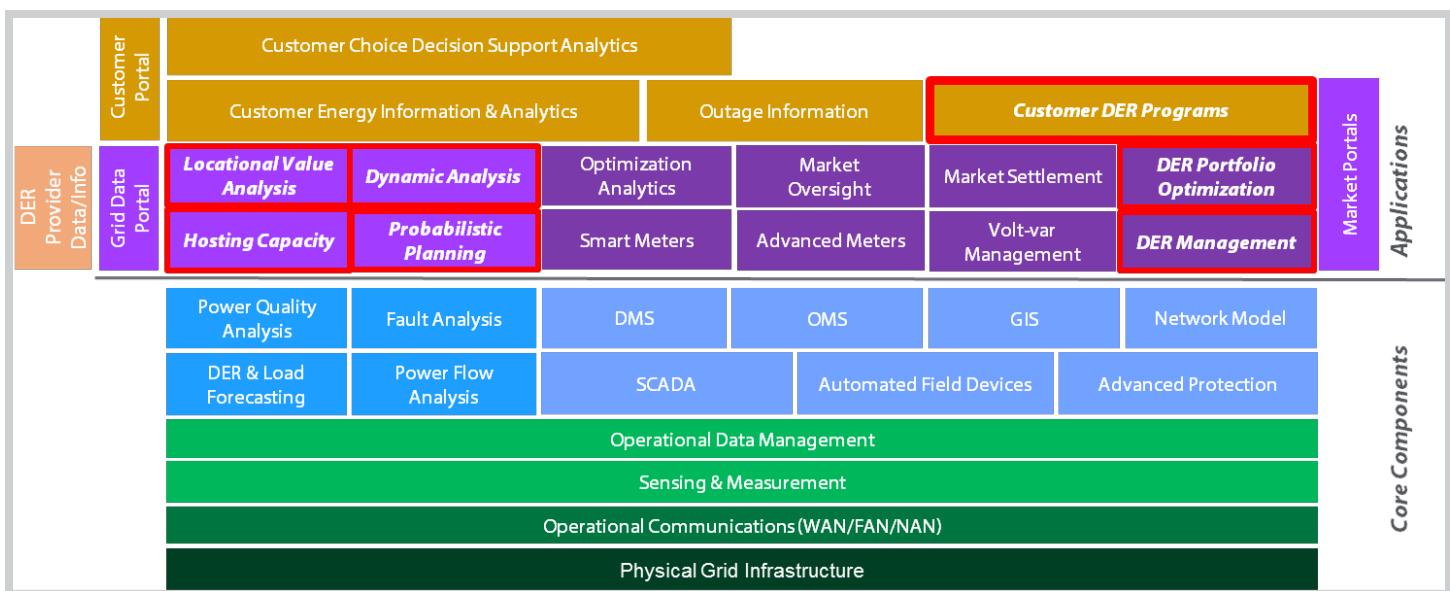 Customer
Portal
Customer Choice Decision Support Analytics
Customer Energy Information & Analytics
Outage Information
Customer DER Programs
DER
Provider
Data/Info
Grid Data
Portal
Locational Value
Analysis
Dynamic Analysis
Optimization
Analytics
Market
Oversight
Market Settlement
DER Portfolio
Optimization
Hosting Capacity
Probabilistic
Planning
Smart Meters
Advanced Meters
Volt-var
Management
DER Management
Market Portals
Applications
Power Quality
Analysis
Fault Analysis
DMS
OMS
GIS
Network Model
DER & Load
Forecasting
Power Flow
Analysis
SCADA
Automated Field Devices
Advanced Protection
Operational Data Management
Sensing & Measurement
Operational Communications (WAN/FAN/NAN)
Physical Grid Infrastructure
Core Components